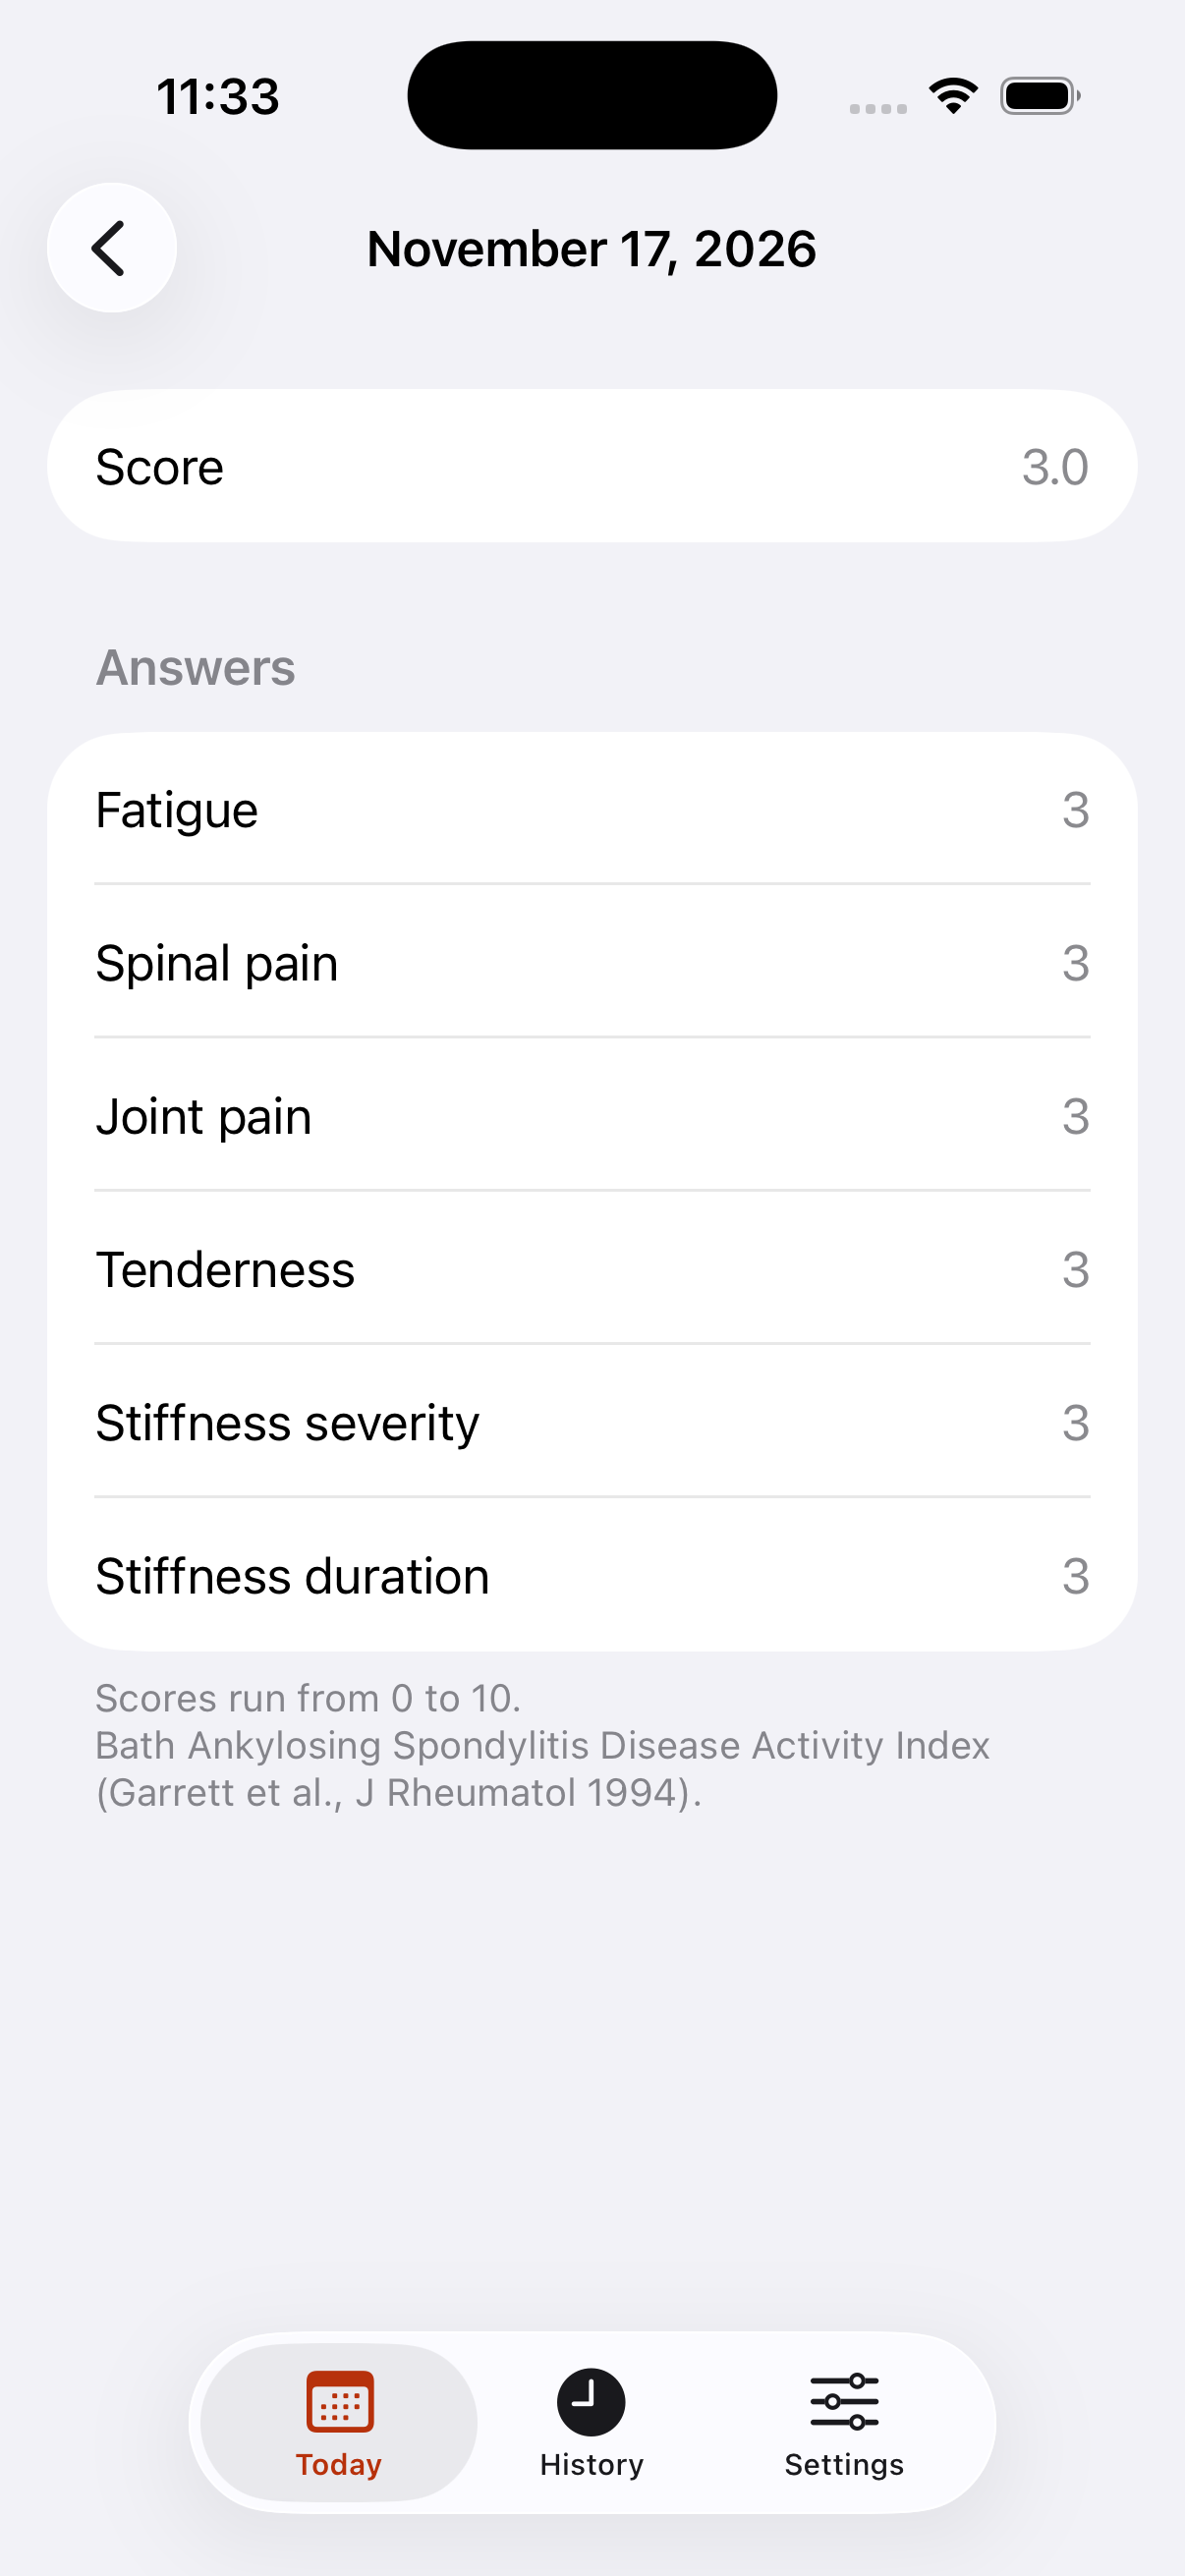 11:33
November 17, 2026
Score 3.0
Answers
Fatigue 3
Spinal pain 3
Joint pain 3
Tenderness 3
Stiffness severity 3
Stiffness duration 3
Scores run from 0 to 10.
Bath Ankylosing Spondylitis Disease Activity Index
(Garrett et al., J Rheumatol 1994).
Today History Settings